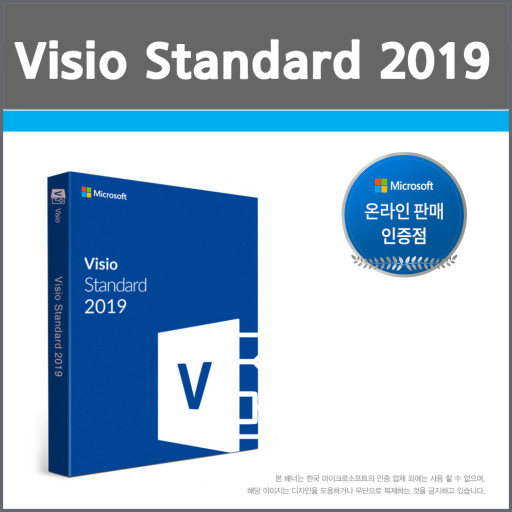 Visio Standard 2019
Microsoft
Visio
Standard
2019
V
Visio
Visio Standard 2019
Microsoft
온라인 판매
인증점
본 배너는 한국 마이크로소프트의 인증 업체 외에는 사용 할 수 없으며,
해당 이미지는 디자인을 도용하거나 무단으로 복제하는 것을 금지하고 있습니다.